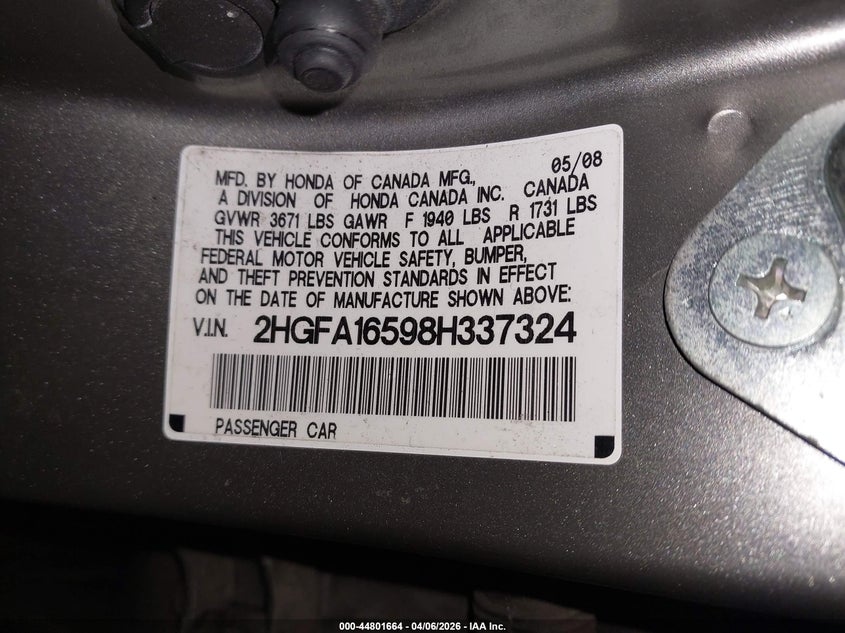 05/08
MFD. BY HONDA OF CANADA MFG.,
A DIVISION OF HONDA CANADA INC. CANADA
GVWR 3671 LBS GAWR F 1940 LBS R 1731 LBS
THIS VEHICLE CONFORMS TO ALL APPLICABLE
FEDERAL MOTOR VEHICLE SAFETY, BUMPER,
AND THEFT PREVENTION STANDARDS IN EFFECT
ON THE DATE OF MANUFACTURE SHOWN ABOVE:
V.I.N. 2HGFA16598H337324
PASSENGER CAR
000-44801664 - 04/06/2026 - IAA Inc.